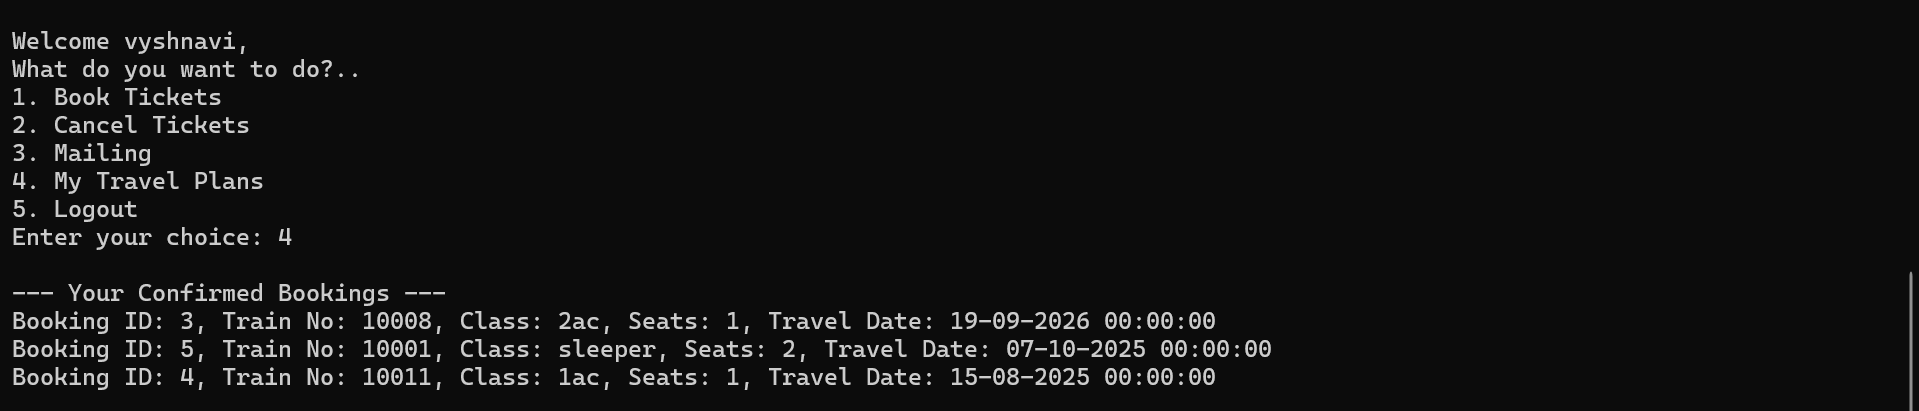 Welcome vyshnavi,
What do you want to do?..
1. Book Tickets
2. Cancel Tickets
3. Mailing
4. My Travel Plans
5. Logout
Enter your choice: 4
--- Your Confirmed Bookings ---
Booking ID: 3, Train No: 10008, Class: 2ac, Seats: 1, Travel Date: 19-09-2026 00:00:00
Booking ID: 5, Train No: 10001, Class: sleeper, Seats: 2, Travel Date: 07-10-2025 00:00:00
Booking ID: 4, Train No: 10011, Class: 1ac, Seats: 1, Travel Date: 15-08-2025 00:00:00